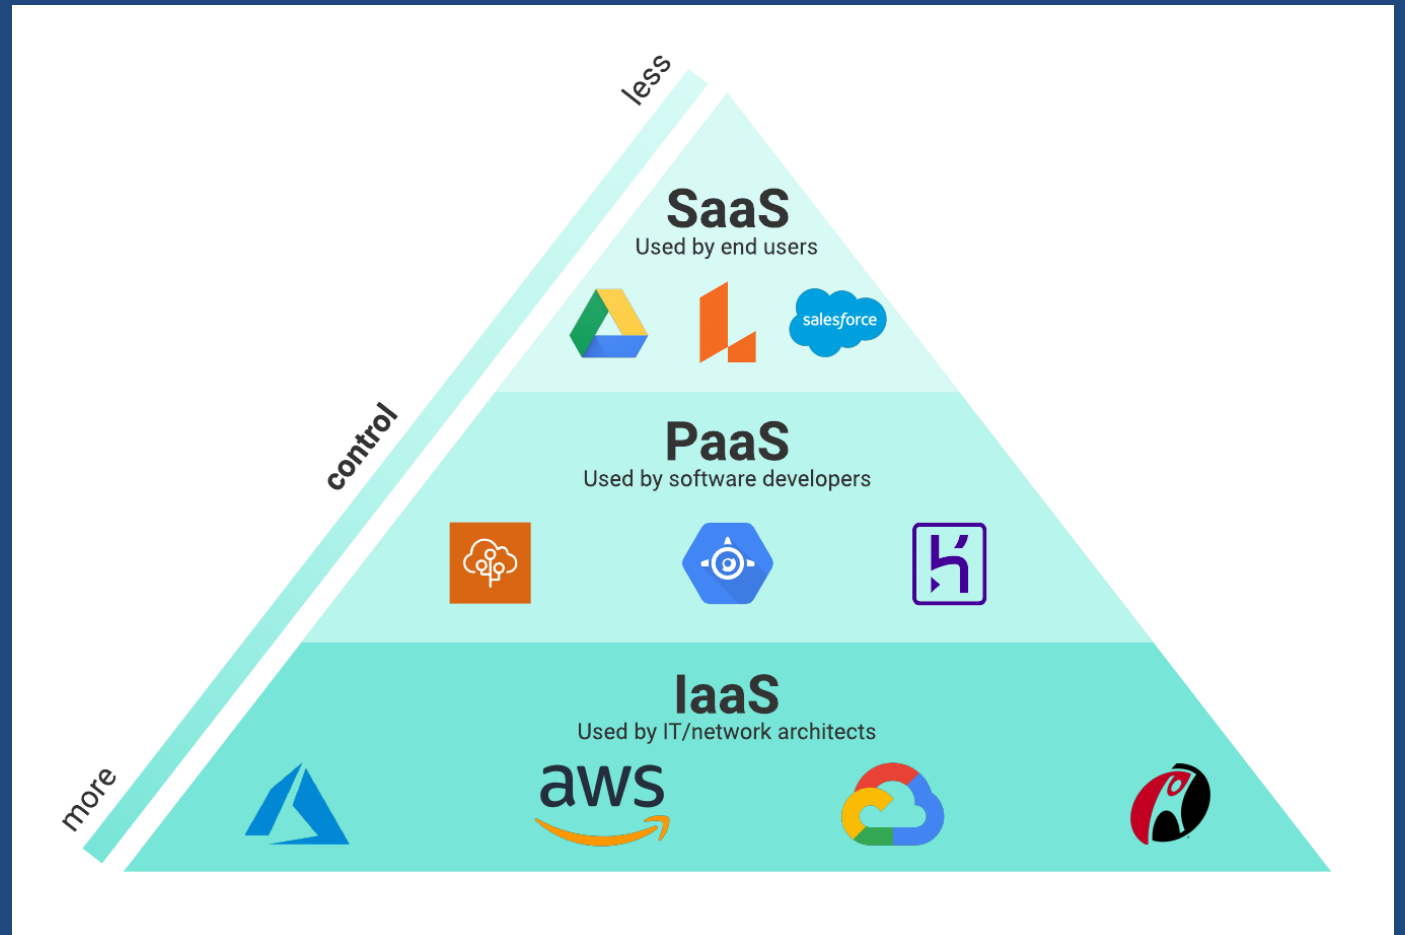 less
SaaS
Used by end users
salesforce
control
PaaS
Used by software developers
IaaS
Used by IT/network architects
aws
more